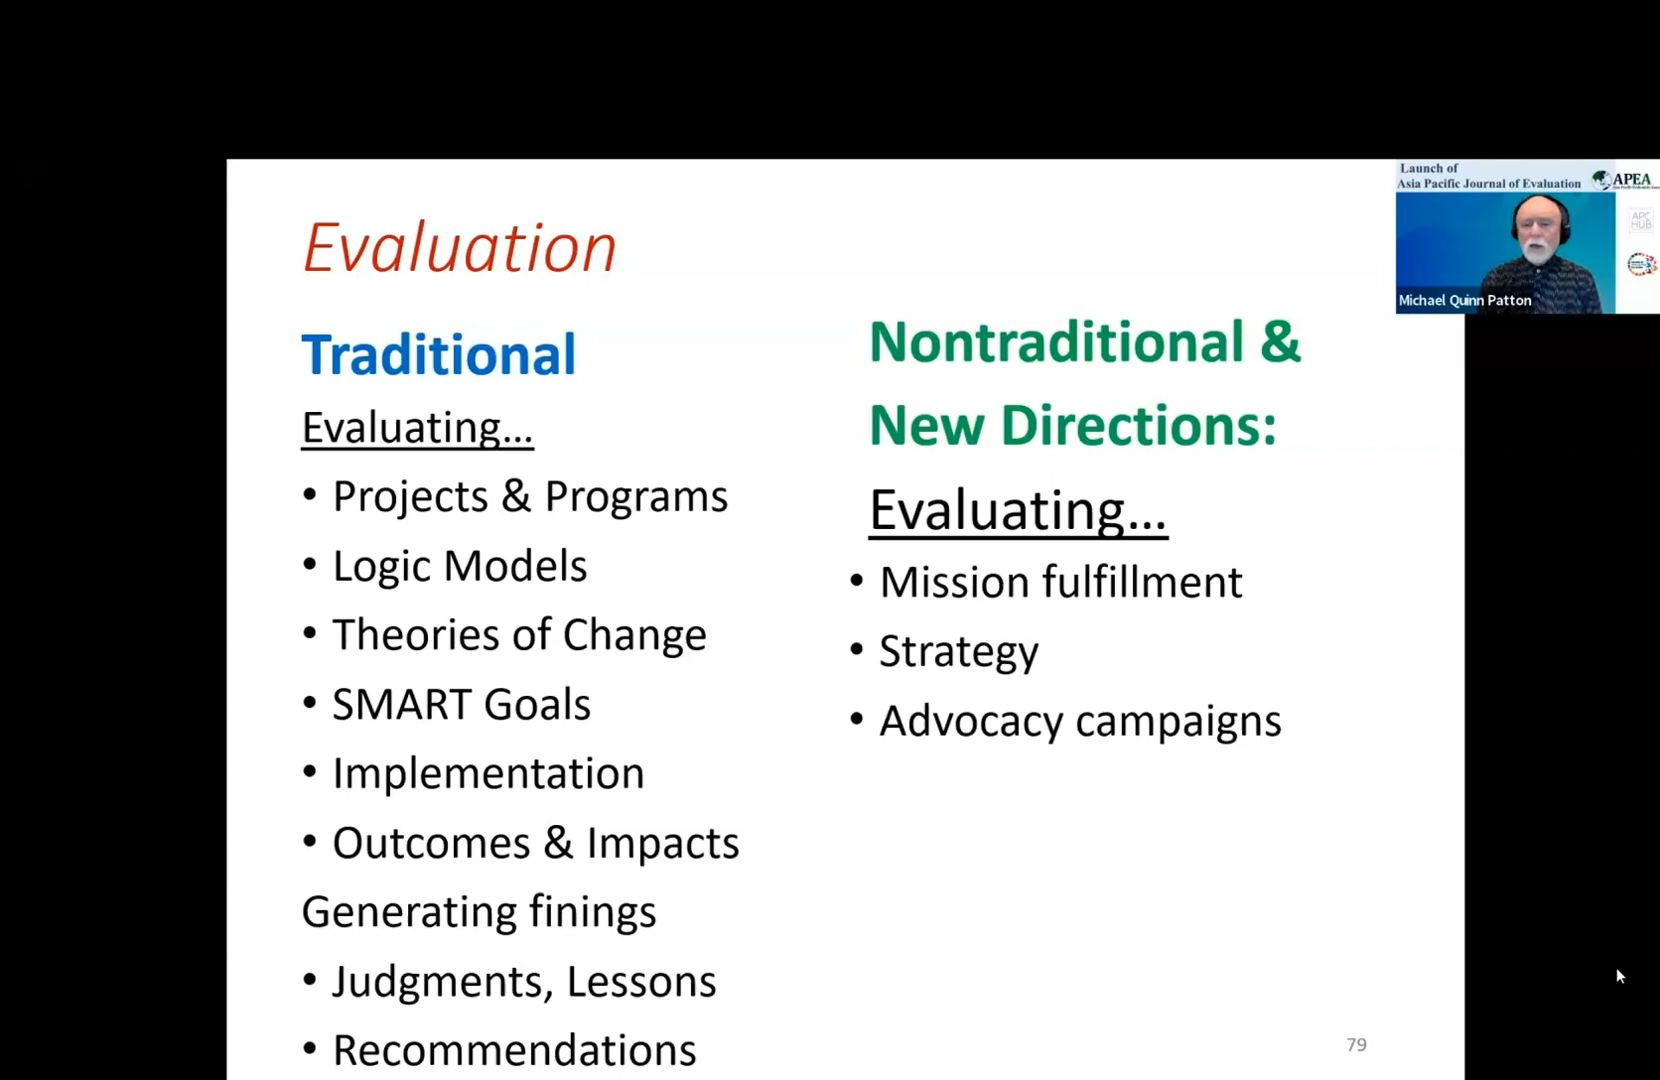 Launch of
Asia Pacific Journal of Evaluation
APEA
APC
HUB
Michael Quinn Patton
Evaluation
Traditional
Evaluating...
• Projects & Programs
• Logic Models
• Theories of Change
• SMART Goals
• Implementation
• Outcomes & Impacts
Generating finings
• Judgments, Lessons
• Recommendations
Nontraditional &
New Directions:
Evaluating...
• Mission fulfillment
• Strategy
• Advocacy campaigns
79